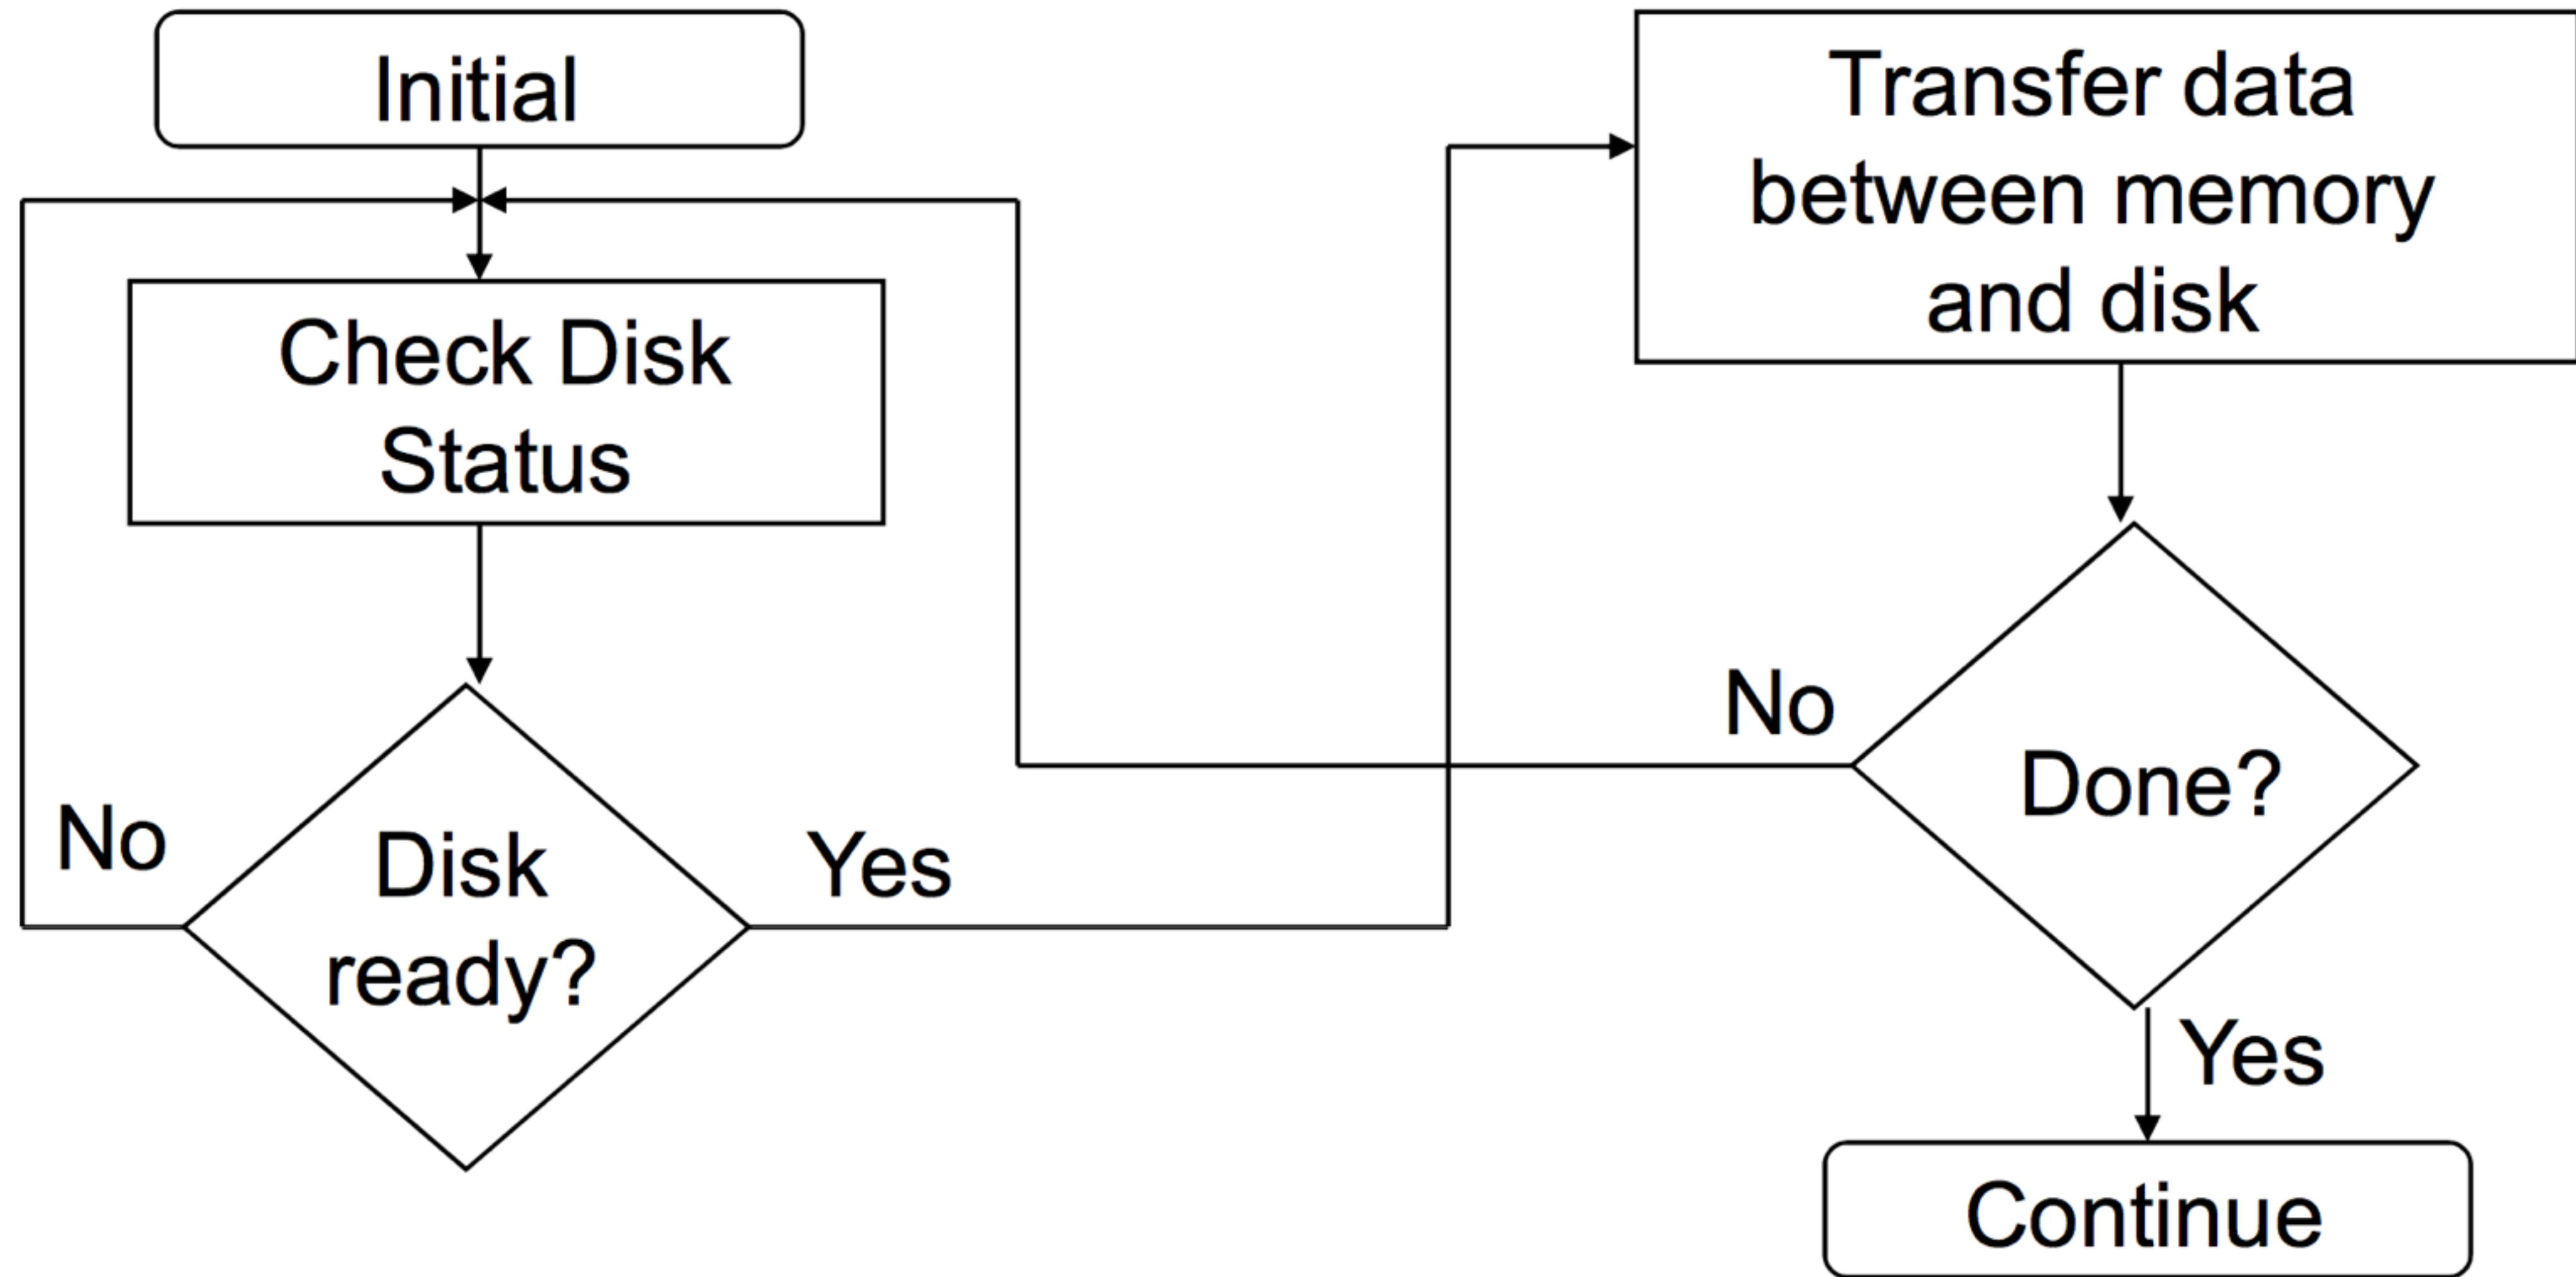 Initial
Check Disk
Status
No
Disk
ready?
Yes
Transfer data
between memory
and disk
No
Done?
Yes
Continue